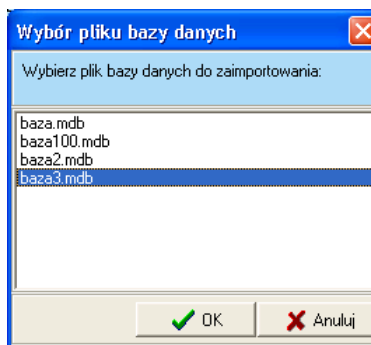 Wybór pliku bazy danych
Wybierz plik bazy danych do zaimportowania:
baza.mdb
baza100.mdb
baza2.mdb
baza3.mdb
OK
Anuluj